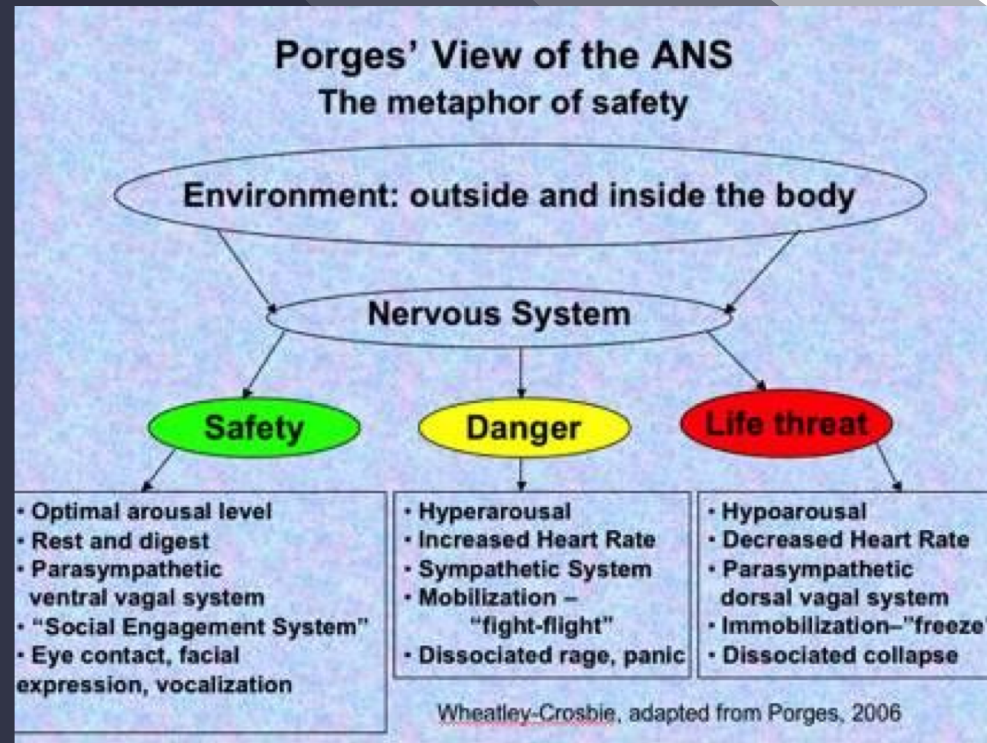 Porges’ View of the ANS
The metaphor of safety
Environment: outside and inside the body
Nervous System
Safety
Danger
Life threat
• Optimal arousal level
• Rest and digest
• Parasympathetic
ventral vagal system
• “Social Engagement System”
• Eye contact, facial
expression, vocalization
• Hyperarousal
• Increased Heart Rate
• Sympathetic System
• Mobilization –
“fight-flight”
• Dissociated rage, panic
• Hypoarousal
• Decreased Heart Rate
• Parasympathetic
dorsal vagal system
• Immobilization–”freeze’
• Dissociated collapse
Wheatley-Crosbie, adapted from Porges, 2006